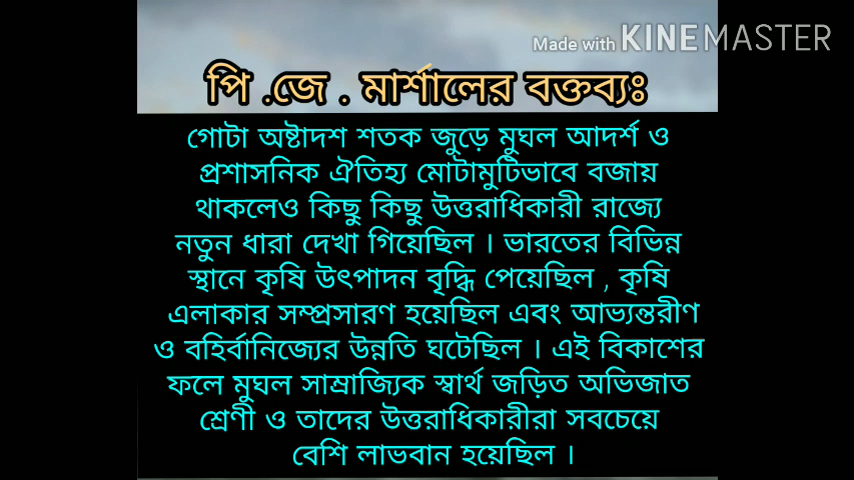 Made with KINEMASTER
পি .জে . মার্শালের বক্তব্যঃ
গোটা অষ্টাদশ শতক জুড়ে মুঘল আদর্শ ও
প্রশাসনিক ঐতিহ্য মোটামুটিভাবে বজায়
থাকলেও কিছু কিছু উত্তরাধিকারী রাজ্যে
নতুন ধারা দেখা গিয়েছিল । ভারতের বিভিন্ন
স্থানে কৃষি উৎপাদন বৃদ্ধি পেয়েছিল , কৃষি
এলাকার সম্প্রসারণ হয়েছিল এবং আভ্যন্তরীণ
ও বহির্বানিজ্যের উন্নতি ঘটেছিল । এই বিকাশের
ফলে মুঘল সাম্রাজ্যিক স্বার্থ জড়িত অভিজাত
শ্রেণী ও তাদের উত্তরাধিকারীরা সবচেয়ে
বেশি লাভবান হয়েছিল ।